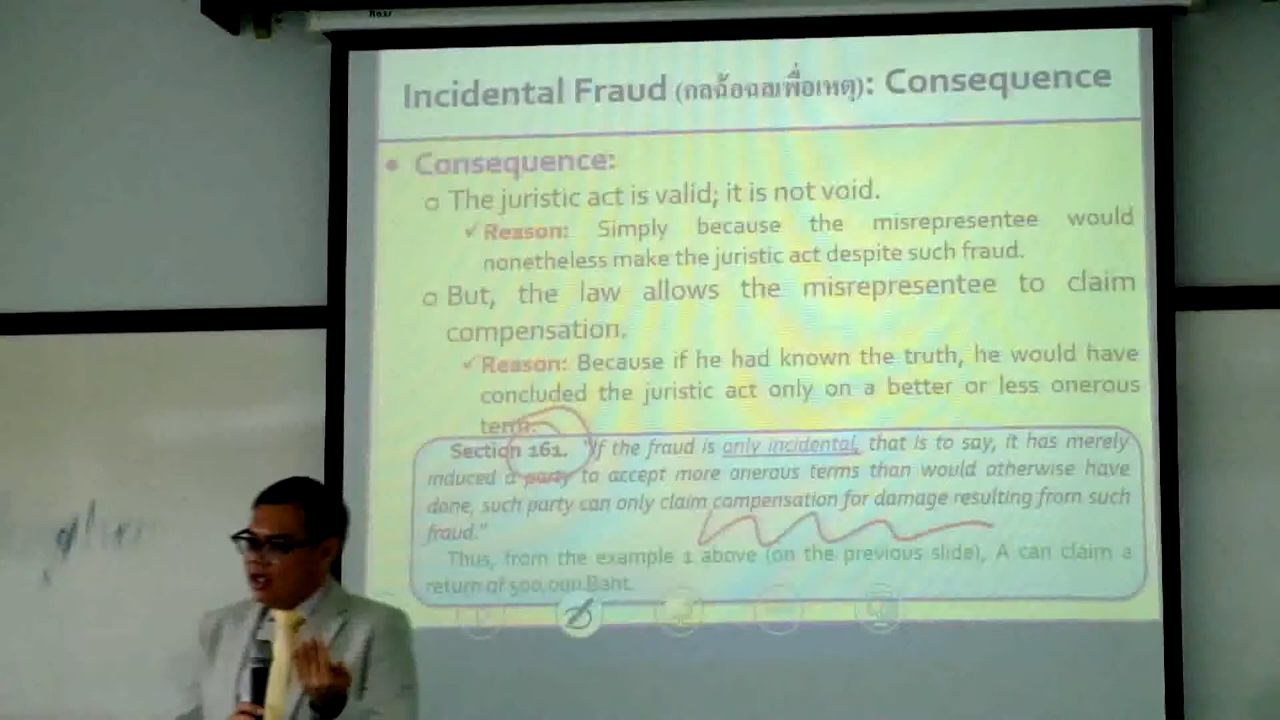 Incidental Fraud (กลฉ้อฉลเพื่อเหตุ): Consequence
• Consequence:
o The juristic act is valid; it is not void.
✓ Reason: Simply because the misrepresentee would
nonetheless make the juristic act despite such fraud.
o But, the law allows the misrepresentee to claim
compensation.
✓ Reason: Because if he had known the truth, he would have
concluded the juristic act only on a better or less onerous
term.
Section 161. "If the fraud is only incidental, that is to say, it has merely
induced a party to accept more onerous terms than would otherwise have
done, such party can only claim compensation for damage resulting from such
fraud."
Thus, from the example 1 above (on the previous slide), A can claim a
return of 500,000 Baht.